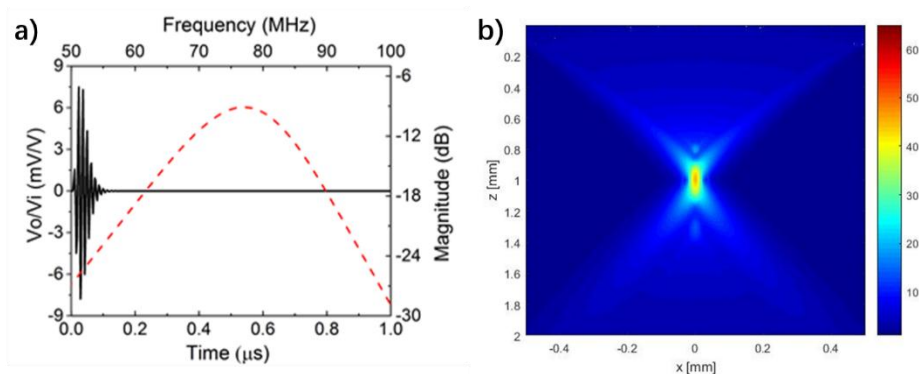 a)
Frequency (MHz)
50 60 70 80 90 100
9
6
3
0
-3
-6
-9
Vo/Vi (mV/V)
-6
-12
-18
-24
-30
Magnitude (dB)
0.0 0.2 0.4 0.6 0.8 1.0
Time (μs)
b)
0.2
0.4
0.6
0.8
1
1.2
1.4
1.6
1.8
2
z [mm]
-0.4 -0.2 0 0.2 0.4
x [mm]
60
50
40
30
20
10